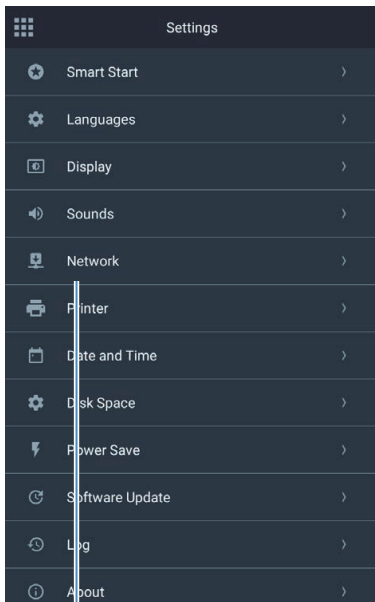 Settings
Smart Start
Languages
Display
Sounds
Network
Printer
Date and Time
Disk Space
Power Save
Software Update
Log
About